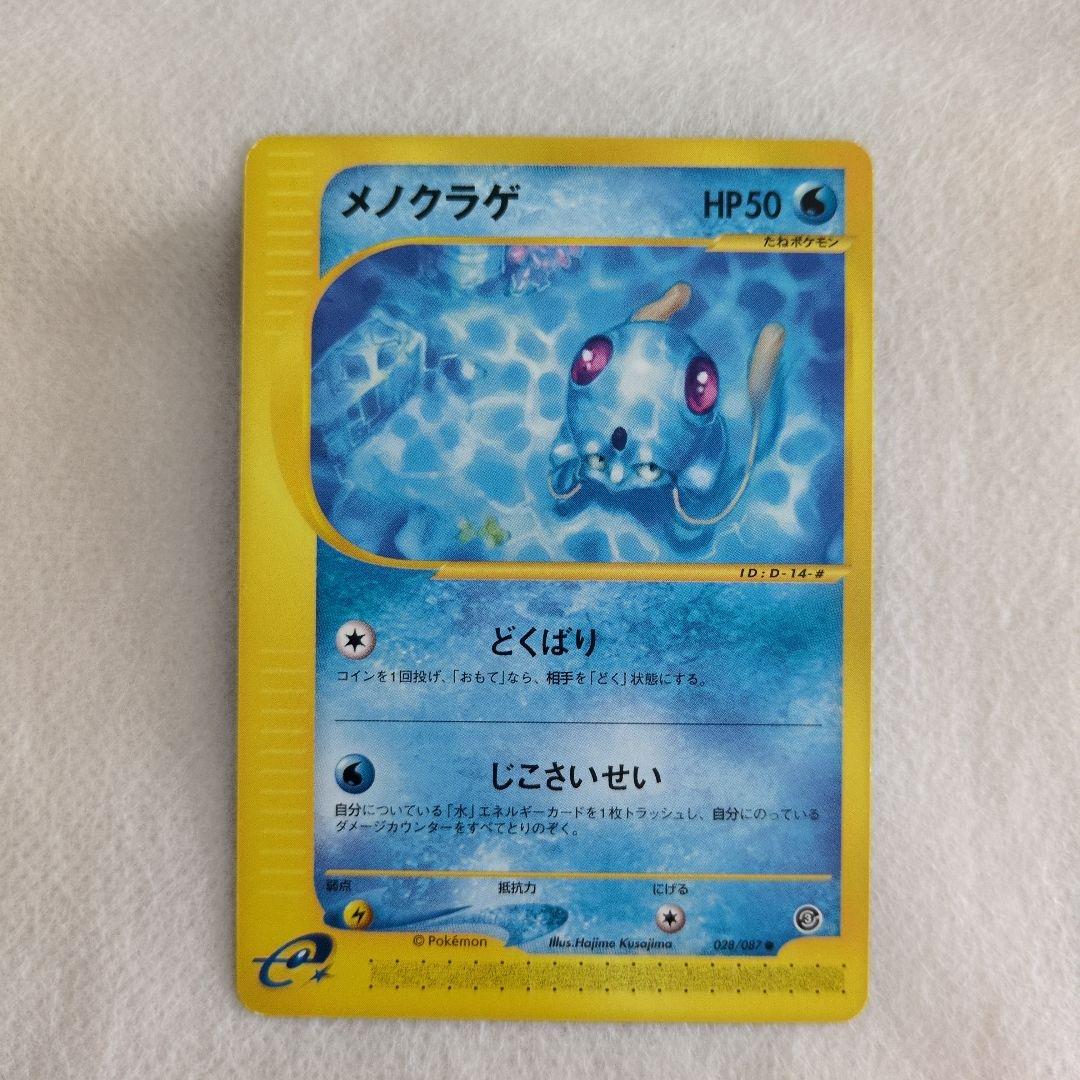 メノクラゲ HP50
たねポケモン
ID:D-14-#
どくばり
コインを1回投げ、「おもて」なら、相手を「どく」状態にする。
じこさいせい
自分についている「水」エネルギーカードを1枚トラッシュし、自分にのっている
ダメージカウンターをすべてとりのぞく。
弱点 抵抗力 にげる
© Pokémon Illus.Hajime Kusajima 028/087 ●
3
e